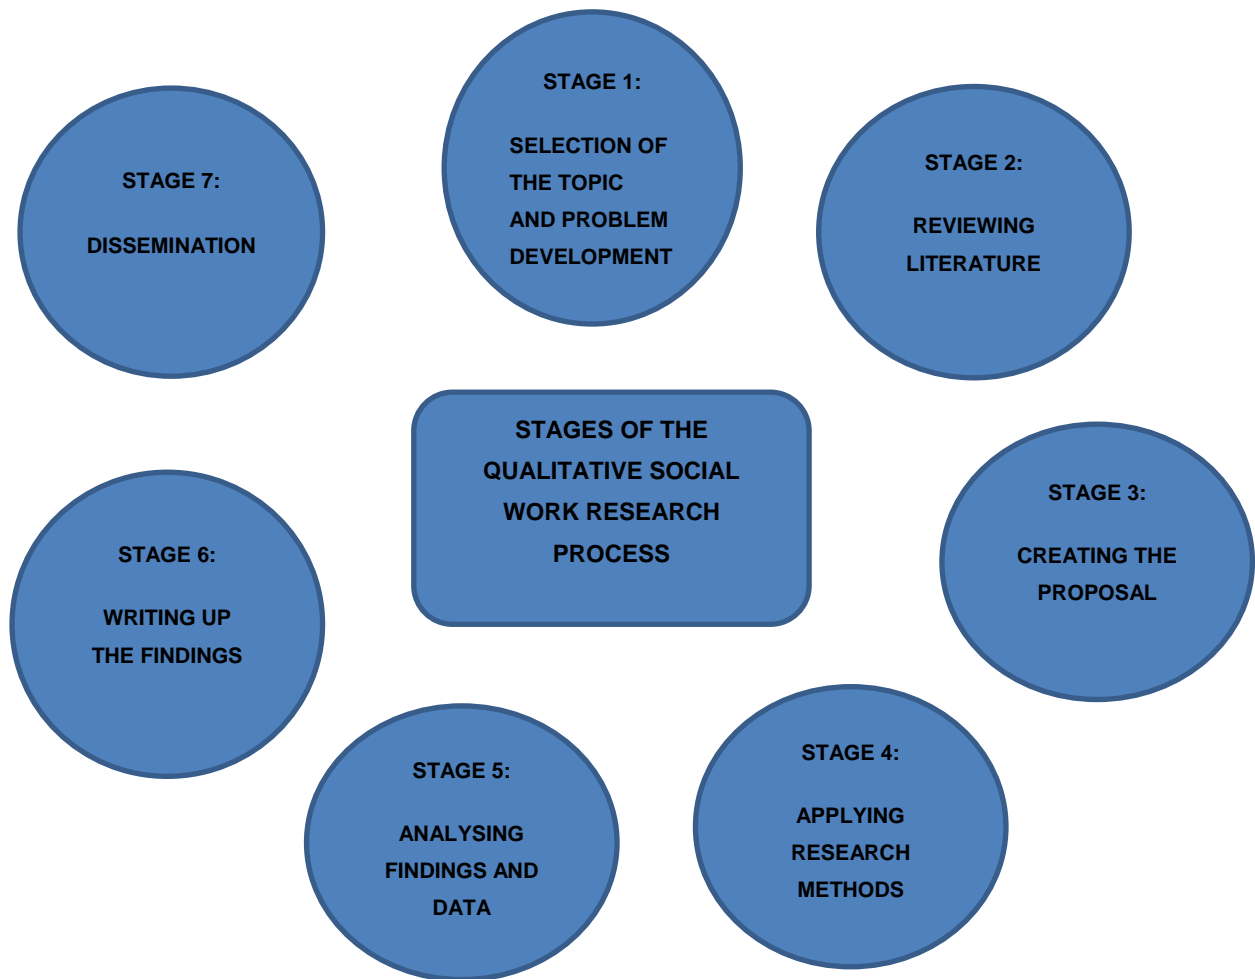 STAGE 1:
SELECTION OF
THE TOPIC
AND PROBLEM
DEVELOPMENT
STAGE 2:
REVIEWING
LITERATURE
STAGE 3:
CREATING THE
PROPOSAL
STAGE 4:
APPLYING
RESEARCH
METHODS
STAGE 5:
ANALYSING
FINDINGS AND
DATA
STAGE 6:
WRITING UP
THE FINDINGS
STAGE 7:
DISSEMINATION
STAGES OF THE
QUALITATIVE SOCIAL
WORK RESEARCH
PROCESS